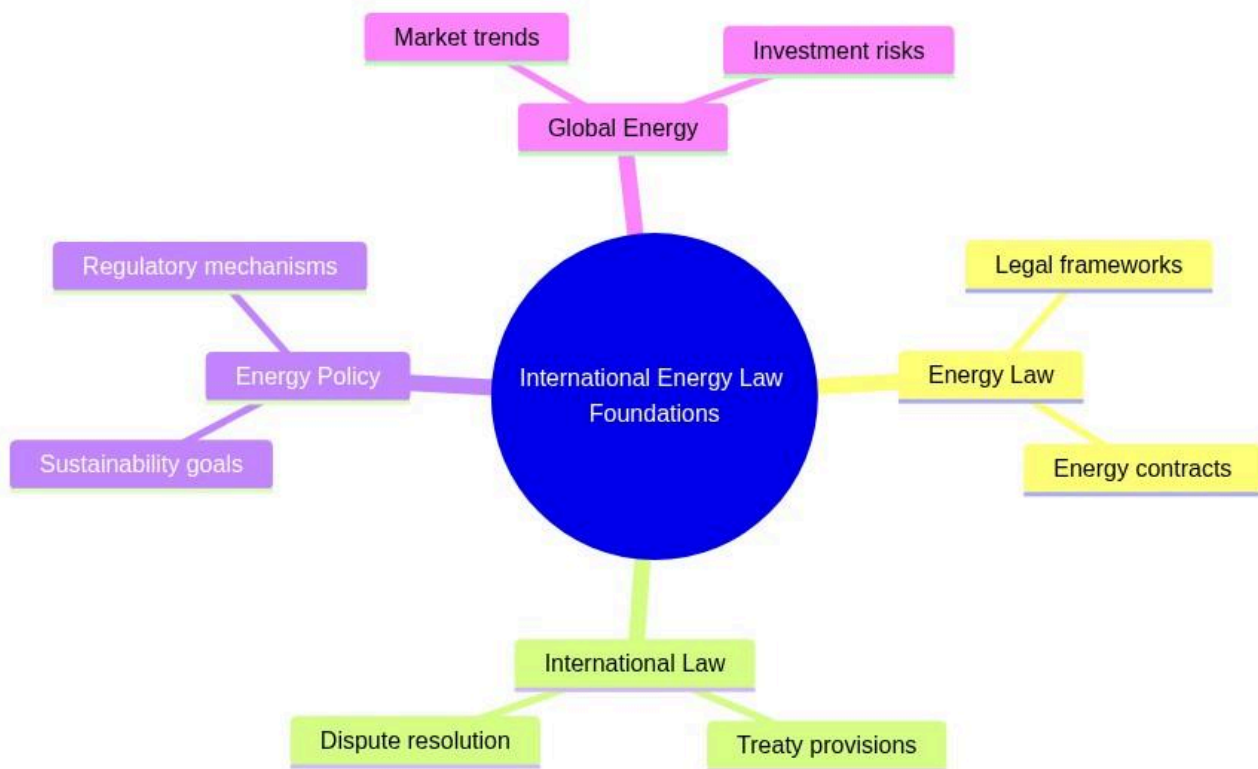 Market trends
Investment risks
Global Energy
Regulatory mechanisms
Legal frameworks
Energy Policy
International Energy Law
Foundations
Energy Law
Sustainability goals
Energy contracts
International Law
Dispute resolution
Treaty provisions